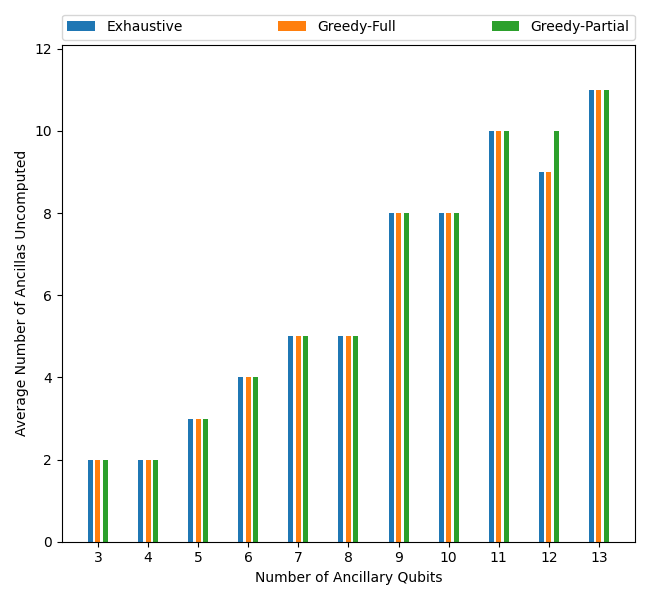 Exhaustive Greedy-Full Greedy-Partial
12
10
8
6
4
2
0
Average Number of Ancillas Uncomputed
3 4 5 6 7 8 9 10 11 12 13
Number of Ancillary Qubits